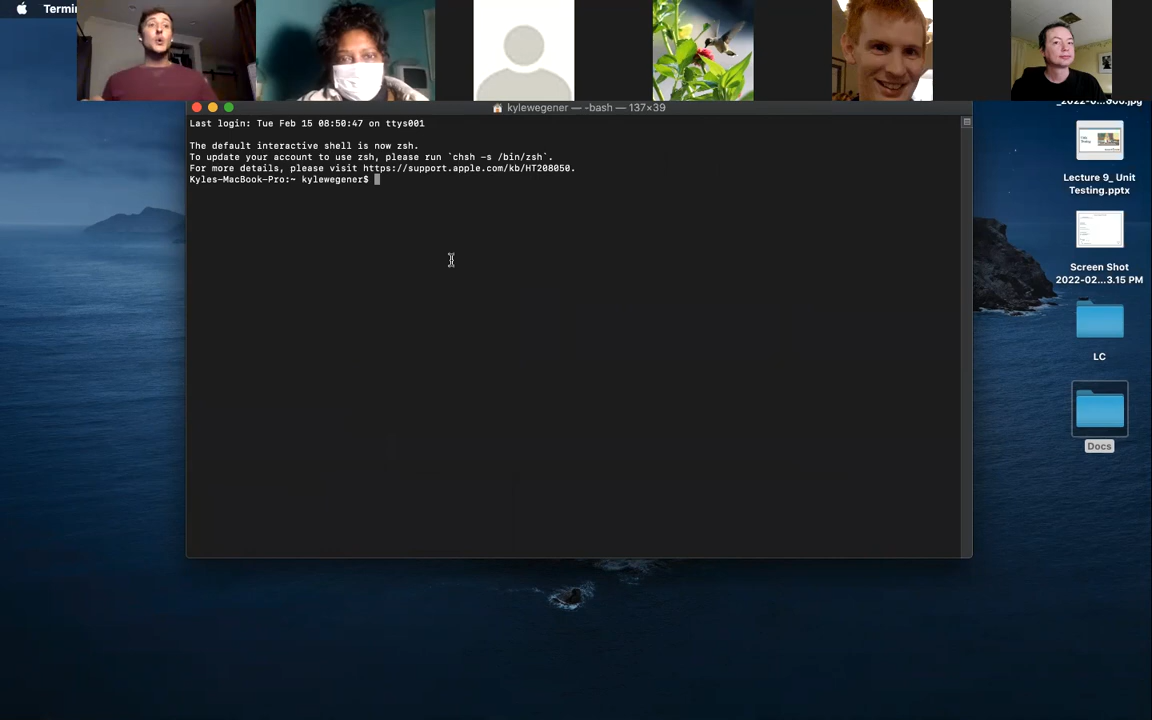 Termi
kylewegener — -bash — 137×39
Last login: Tue Feb 15 08:50:47 on ttys001
The default interactive shell is now zsh.
To update your account to use zsh, please run `chsh -s /bin/zsh`.
For more details, please visit https://support.apple.com/kb/HT208050.
Kyles-MacBook-Pro:~ kylewegener$
Lecture 9_ Unit
Testing.pptx
Screen Shot
2022-02...3.15 PM
LC
Docs